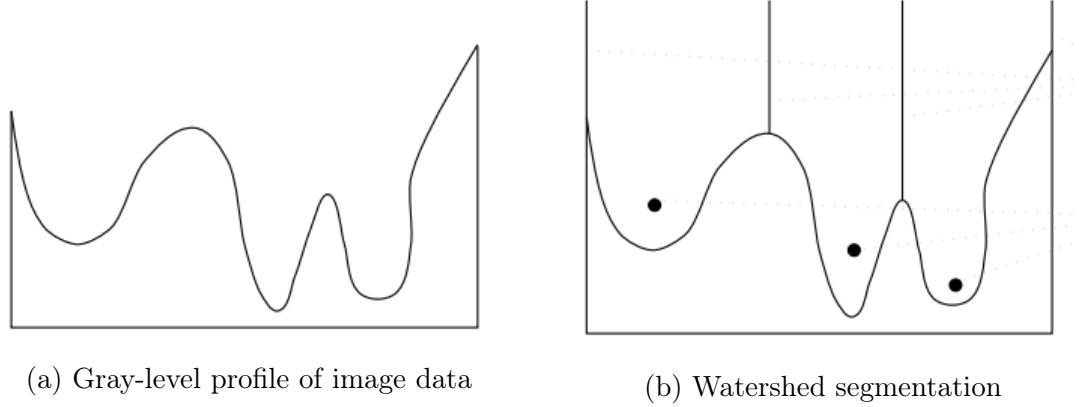 (a) Gray-level profile of image data
(b) Watershed segmentation